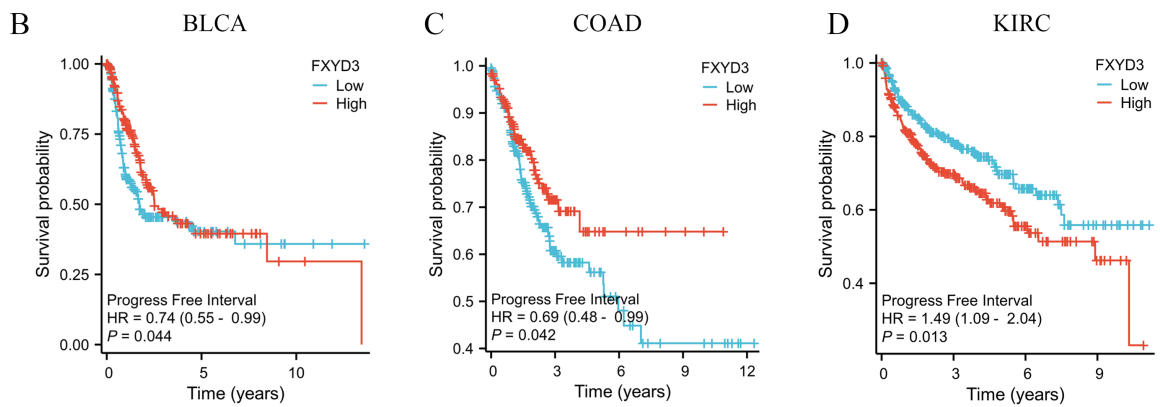 B
BLCA
FXYD3
Low
High
1.00
0.75
0.50
0.25
0.00
Survival probability
Progress Free Interval
HR = 0.74 (0.55 - 0.99)
P = 0.044
0
5
10
Time (years)
C
COAD
FXYD3
Low
High
1.0
0.9
0.8
0.7
0.6
0.5
0.4
Survival probability
Progress Free Interval
HR = 0.69 (0.48 - 0.99)
P = 0.042
0
3
6
9
12
Time (years)
D
KIRC
FXYD3
Low
High
1.0
0.8
0.6
0.4
Survival probability
Progress Free Interval
HR = 1.49 (1.09 - 2.04)
P = 0.013
0
3
6
9
Time (years)